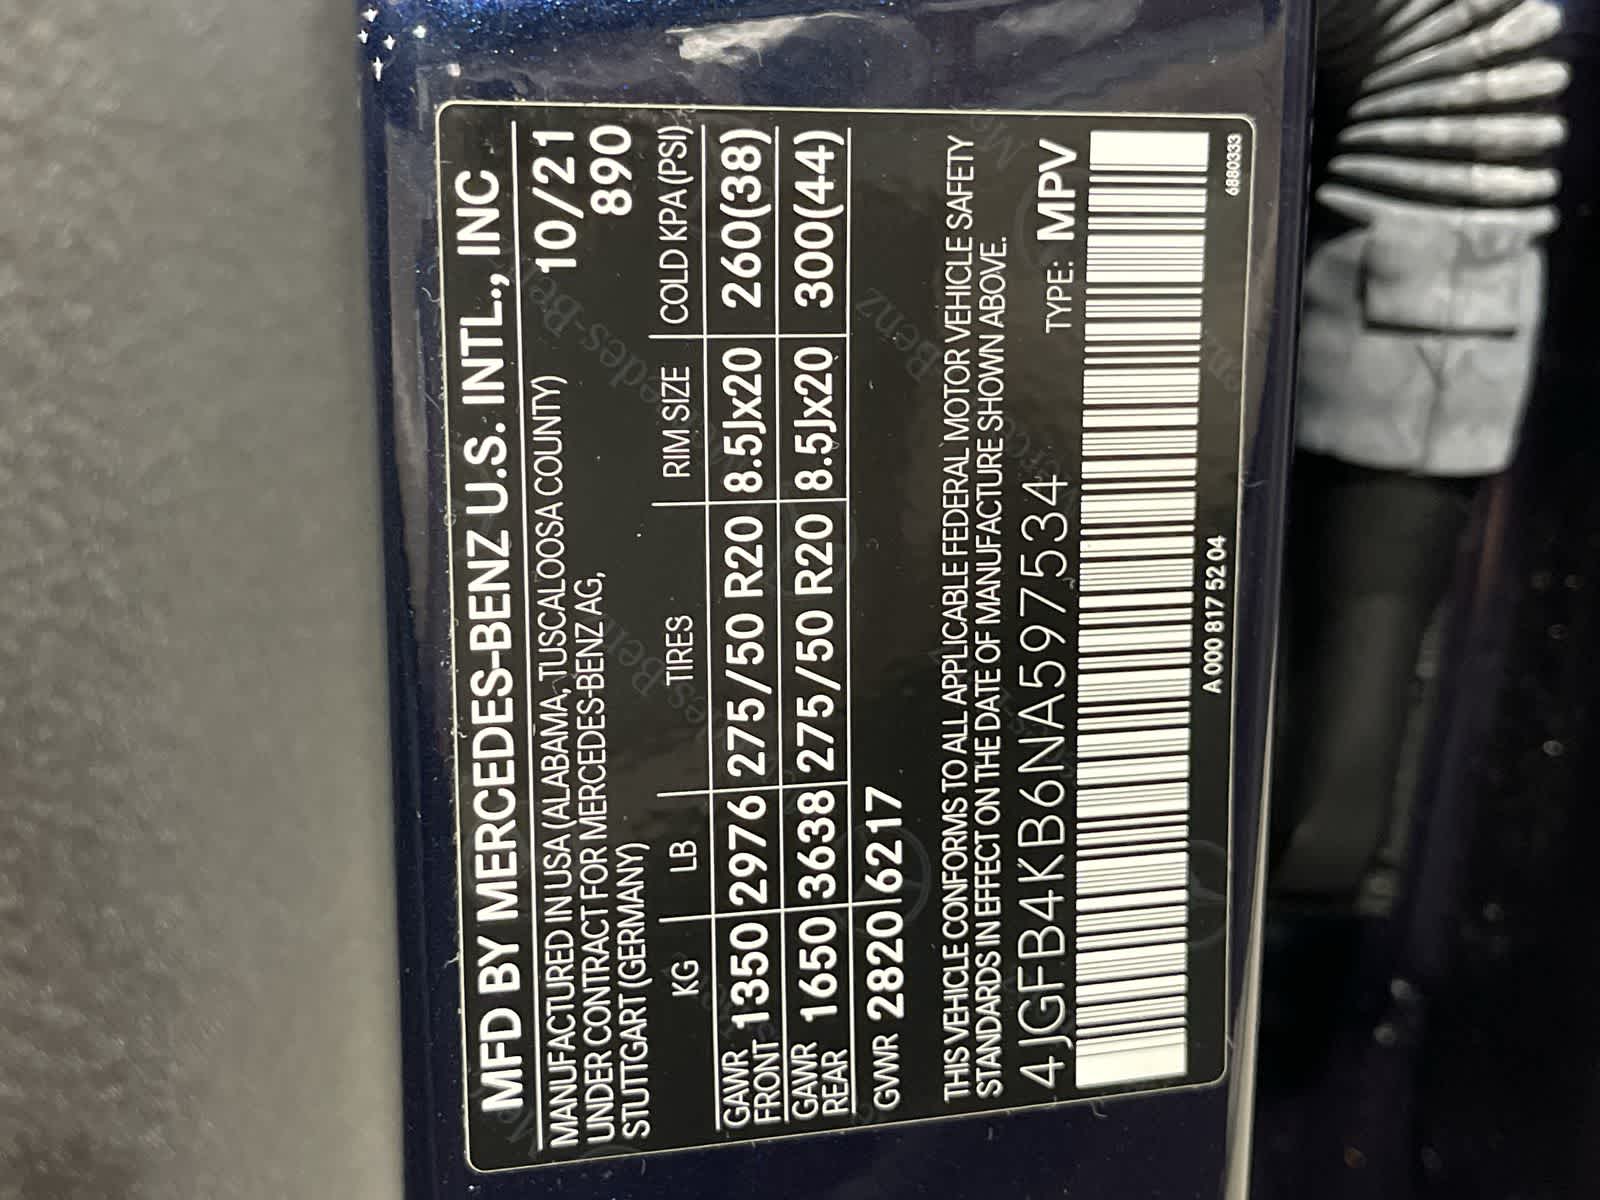 MFD BY MERCEDES-BENZ U.S. INTL., INC
MANUFACTURED IN USA (ALABAMA, TUSCALOOSA COUNTY) 10/21
UNDER CONTRACT FOR MERCEDES-BENZ AG, 890
STUTTGART (GERMANY)
KG LB TIRES RIM SIZE COLD KPA (PSI)
GAWR FRONT 1350 2976 275/50 R20 8.5Jx20 260(38)
GAWR REAR 1650 3638 275/50 R20 8.5Jx20 300(44)
GVWR 2820 6217
THIS VEHICLE CONFORMS TO ALL APPLICABLE FEDERAL MOTOR VEHICLE SAFETY
STANDARDS IN EFFECT ON THE DATE OF MANUFACTURE SHOWN ABOVE.
4JGFB4KB6NA597534 TYPE: MPV
A 000 817 52 04 6880333